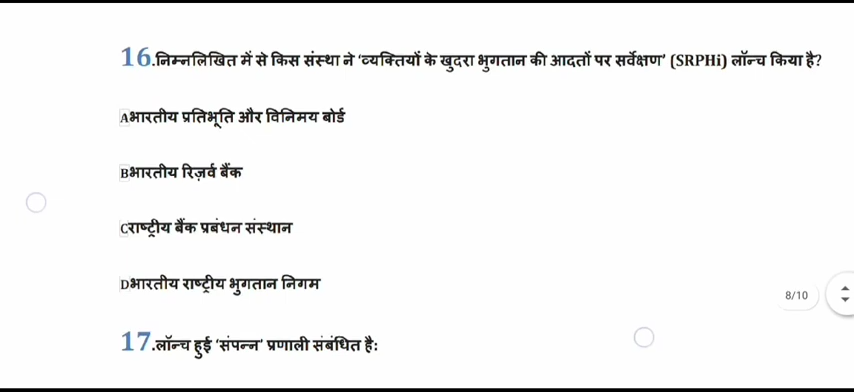 16.निम्नलिखित में से किस संस्था ने ‘व्यक्तियों के खुदरा भुगतान की आदतों पर सर्वेक्षण’ (SRPHi) लॉन्च किया है?
Aभारतीय प्रतिभूति और विनिमय बोर्ड
Bभारतीय रिज़र्व बैंक
Cराष्ट्रीय बैंक प्रबंधन संस्थान
Dभारतीय राष्ट्रीय भुगतान निगम
8/10
17.लॉन्च हुई ‘संपन्न’ प्रणाली संबंधित है: